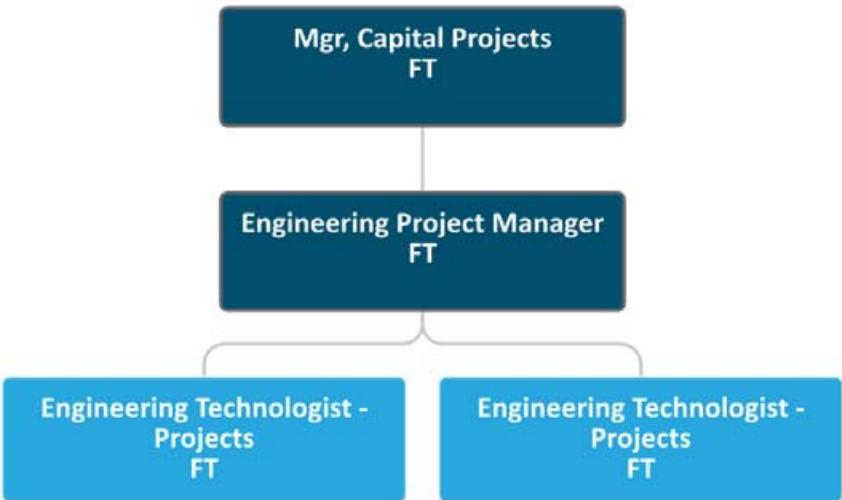 Mgr, Capital Projects
FT
Engineering Project Manager
FT
Engineering Technologist -
Projects
FT
Engineering Technologist -
Projects
FT